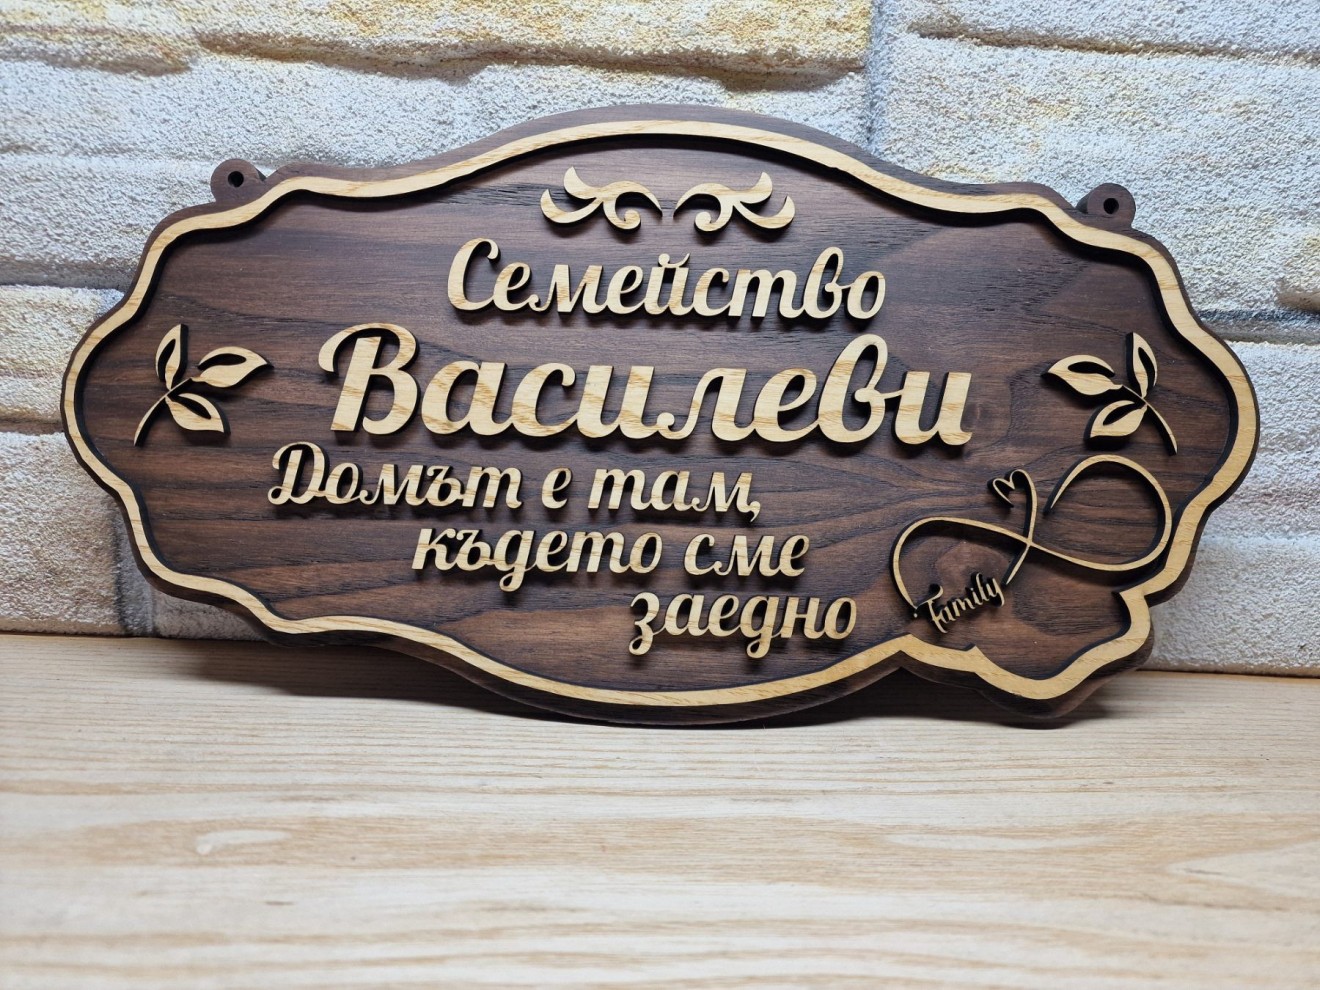 Семейство
Василеви
Домът е там,
където сме
заедно
Family